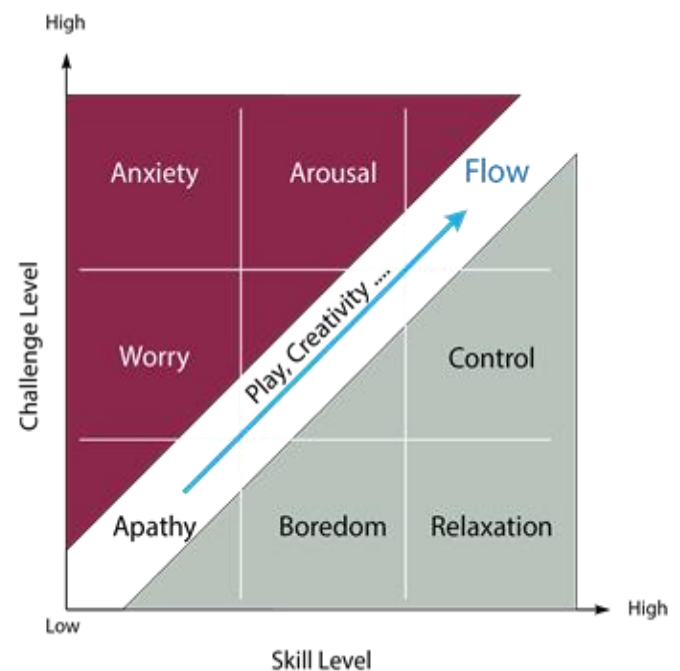 High
Anxiety Arousal Flow
Play, Creativity ....
Challenge Level
Worry Control
Apathy Boredom Relaxation
Low High
Skill Level